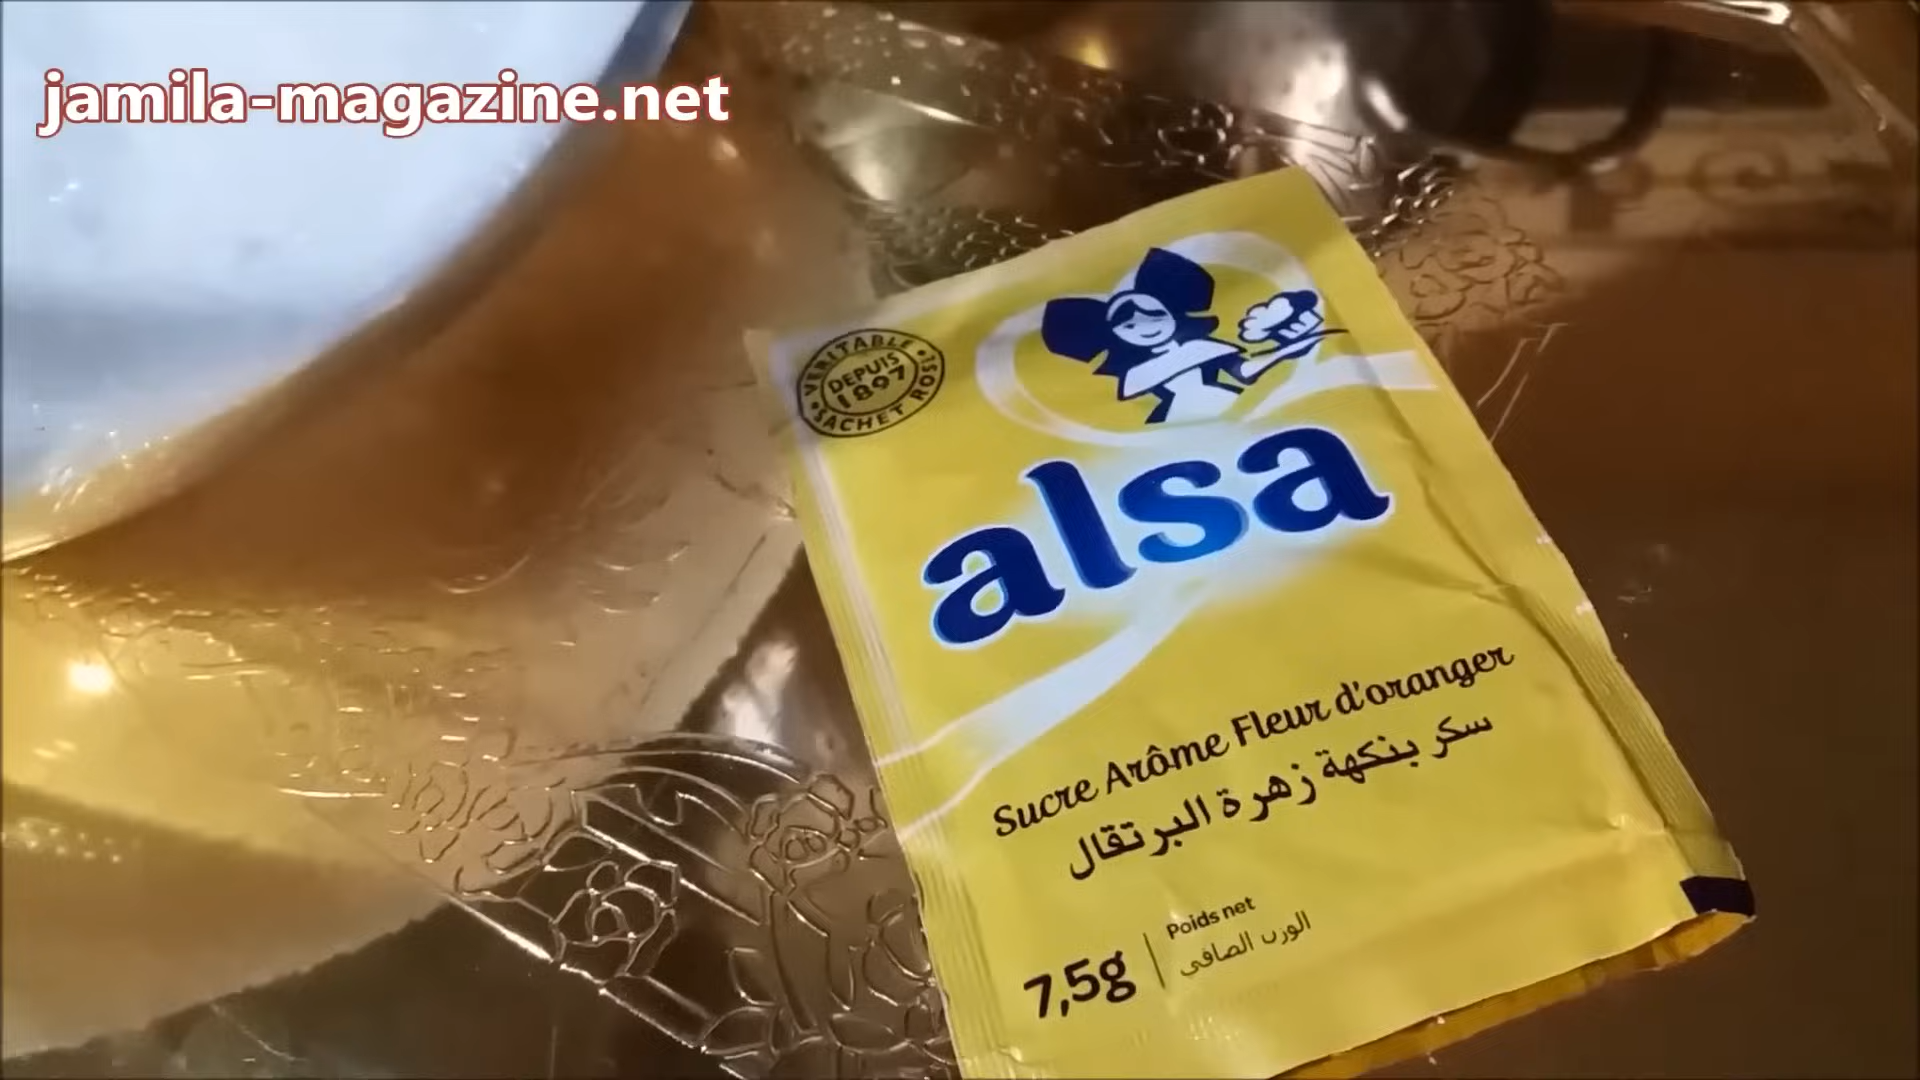 jamila-magazine.net
VERITABLE
DEPUIS
1897
SACHET ROSE
alsa
Sucre Arôme Fleur d'oranger
سكر بنكهة زهرة البرتقال
Poids net
7,5g
الوزن الصافي